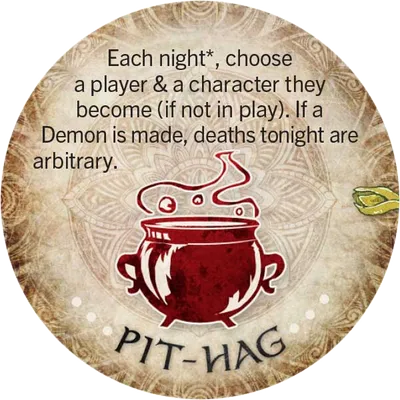 Each night*, choose
a player & a character they
become (if not in play). If a
Demon is made, deaths tonight are
arbitrary.
PIT-HAG